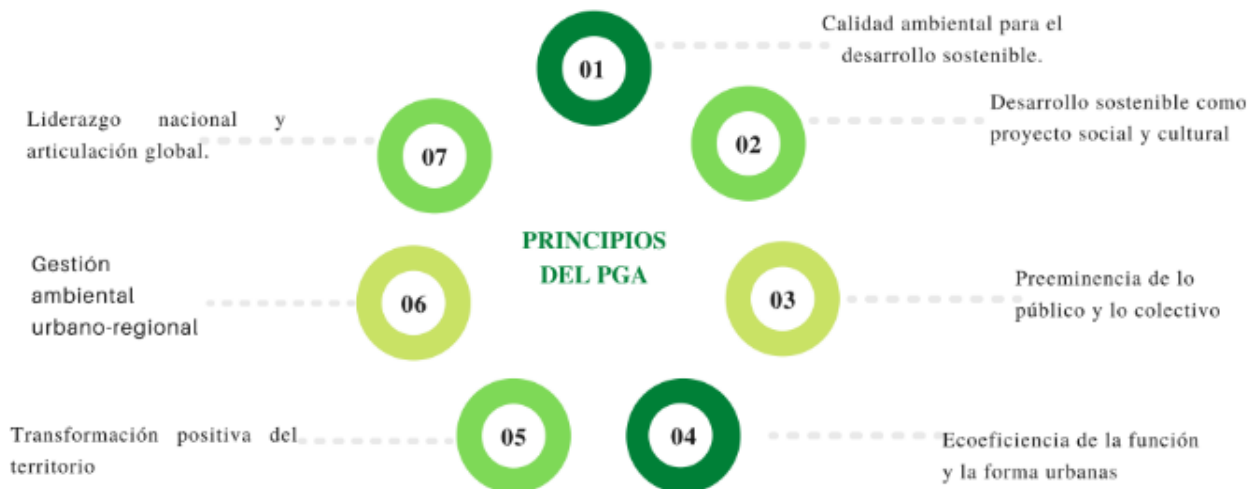 01
Calidad ambiental para el
desarrollo sostenible.
02
Desarrollo sostenible como
proyecto social y cultural
PRINCIPIOS
DEL PGA
03
Preeminencia de lo
público y lo colectivo
04
Ecoeficiencia de la función
y la forma urbanas
05
Transformación positiva del
territorio
06
Gestión
ambiental
urbano-regional
07
Liderazgo nacional y
articulación global.